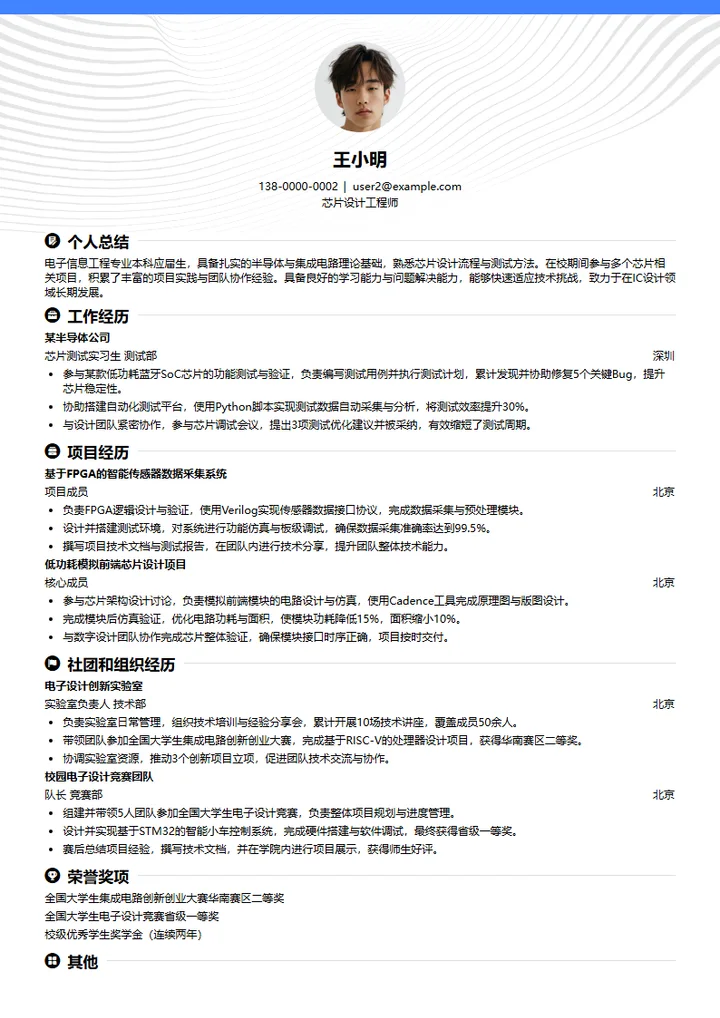 王小明
138-0000-0002 | user2@example.com
芯片设计工程师
个人总结
电子信息工程专业本科应届生，具备扎实的半导体与集成电路理论基础，熟悉芯片设计流程与测试方法。在校期间参与多个芯片相
关项目，积累了丰富的项目实践与团队协作经验。具备良好的学习能力与问题解决能力，能够快速适应技术挑战，致力于在IC设计领
域长期发展。
工作经历
某半导体公司
芯片测试实习生 测试部 深圳
• 参与某款低功耗蓝牙SoC芯片的功能测试与验证，负责编写测试用例并执行测试计划，累计发现并协助修复5个关键Bug，提升
芯片稳定性。
• 协助搭建自动化测试平台，使用Python脚本实现测试数据自动采集与分析，将测试效率提升30%。
• 与设计团队紧密协作，参与芯片调试会议，提出3项测试优化建议并被采纳，有效缩短了测试周期。
项目经历
基于FPGA的智能传感器数据采集系统
项目成员 北京
• 负责FPGA逻辑设计与验证，使用Verilog实现传感器数据接口协议，完成数据采集与预处理模块。
• 设计并搭建测试环境，对系统进行功能仿真与板级调试，确保数据采集准确率达到99.5%。
• 撰写项目技术文档与测试报告，在团队内进行技术分享，提升团队整体技术能力。
低功耗模拟前端芯片设计项目
核心成员 北京
• 参与芯片架构设计讨论，负责模拟前端模块的电路设计与仿真，使用Cadence工具完成原理图与版图设计。
• 完成模块后仿真验证，优化电路功耗与面积，使模块功耗降低15%，面积缩小10%。
• 与数字设计团队协作完成芯片整体验证，确保模块接口时序正确，项目按时交付。
社团和组织经历
电子设计创新实验室
实验室负责人 技术部 北京
• 负责实验室日常管理，组织技术培训与经验分享会，累计开展10场技术讲座，覆盖成员50余人。
• 带领团队参加全国大学生集成电路创新创业大赛，完成基于RISC-V的处理器设计项目，获得华南赛区二等奖。
• 协调实验室资源，推动3个创新项目立项，促进团队技术交流与协作。
校园电子设计竞赛团队
队长 竞赛部 北京
• 组建并带领5人团队参加全国大学生电子设计竞赛，负责整体项目规划与进度管理。
• 设计并实现基于STM32的智能小车控制系统，完成硬件搭建与软件调试，最终获得省级一等奖。
• 赛后总结项目经验，撰写技术文档，并在学院内进行项目展示，获得师生好评。
荣誉奖项
全国大学生集成电路创新创业大赛华南赛区二等奖
全国大学生电子设计竞赛省级一等奖
校级优秀学生奖学金（连续两年）
其他